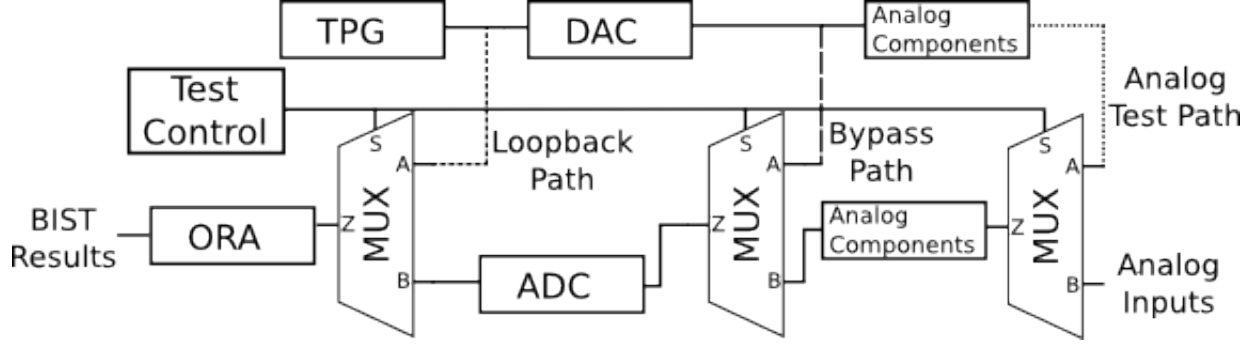 TPG
DAC
Analog
Components
Test
Control
Analog
Test Path
S
S
S
A
Loopback
Path
A
Bypass
Path
A
BIST
Results
ORA
Z
MUX
Z
MUX
Analog
Components
Z
MUX
B
ADC
B
B
Analog
Inputs